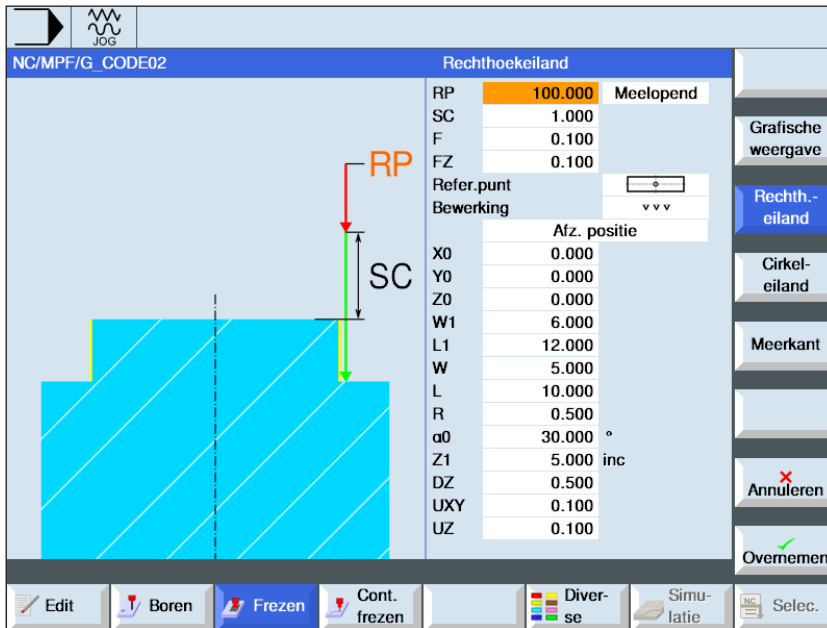 JOG
NC/MPF/G_CODE02
Rechthoekeiland
RP 100.000 Meelopend
SC 1.000
F 0.100
FZ 0.100
Refer.punt
Bewerking ▿▿▿
Afz. positie
X0 0.000
Y0 0.000
Z0 0.000
W1 6.000
L1 12.000
W 5.000
L 10.000
R 0.500
α0 30.000 °
Z1 5.000 inc
DZ 0.500
UXY 0.100
UZ 0.100
RP
SC
Grafische
weergave
Rechth.-
eiland
Cirkel-
eiland
Meerkant
Annuleren
Overnemen
Edit
Boren
Frezen
Cont.
frezen
Diver-
se
Simu-
latie
NC
Selec.